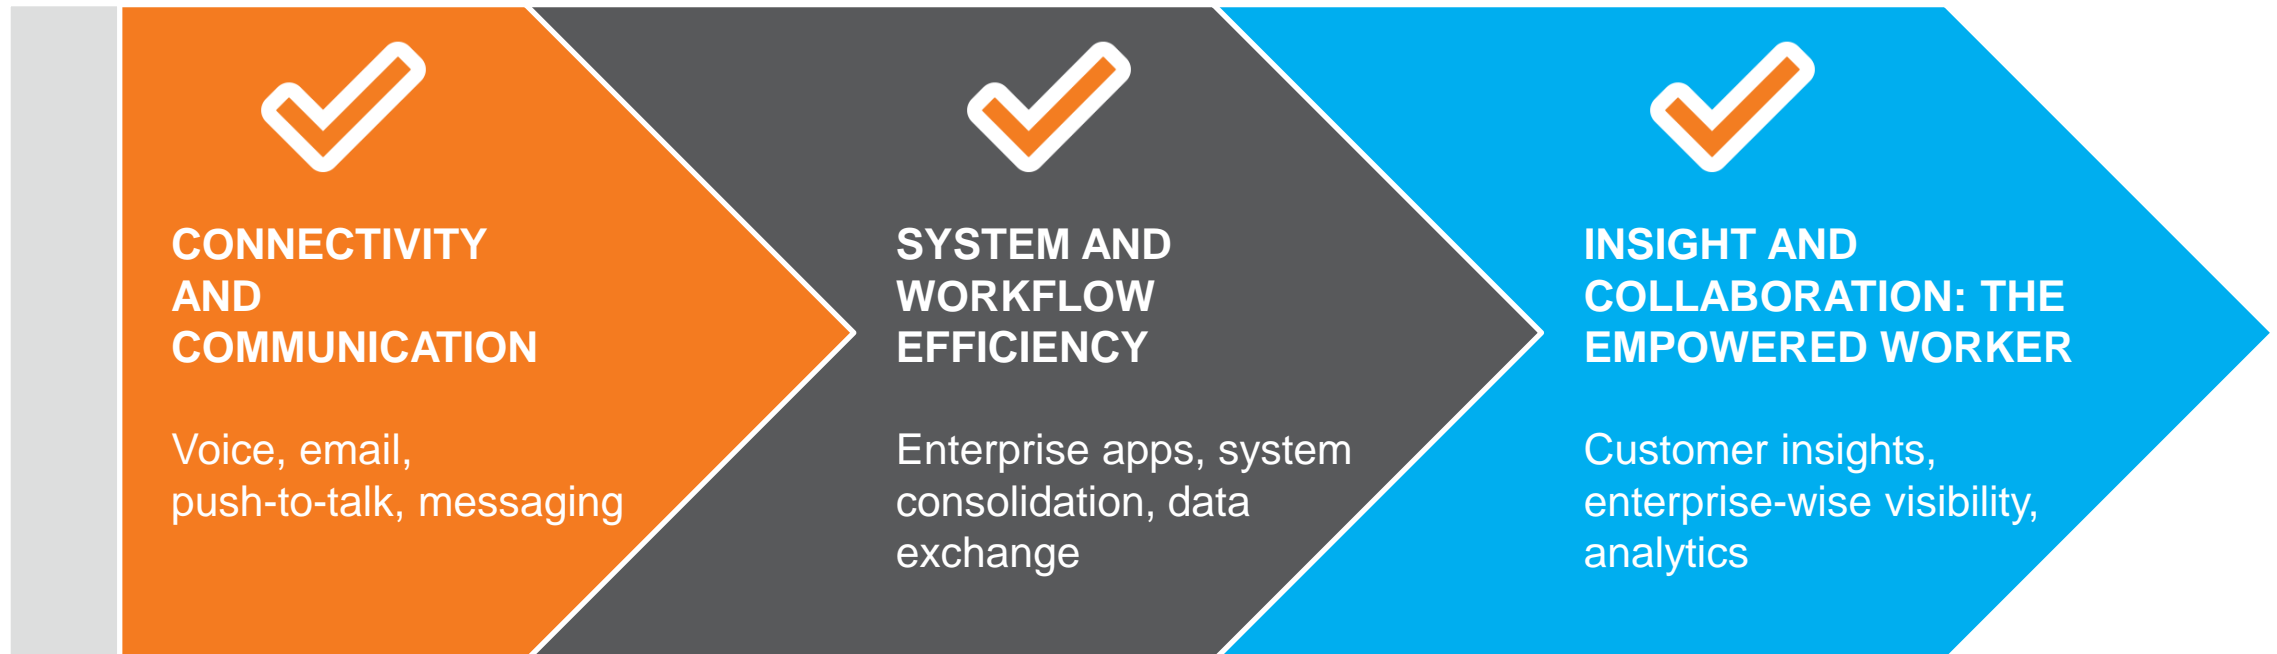 CONNECTIVITY
AND
COMMUNICATION
Voice, email,
push-to-talk, messaging
SYSTEM AND
WORKFLOW
EFFICIENCY
Enterprise apps, system
consolidation, data
exchange
INSIGHT AND
COLLABORATION: THE
EMPOWERED WORKER
Customer insights,
enterprise-wise visibility,
analytics